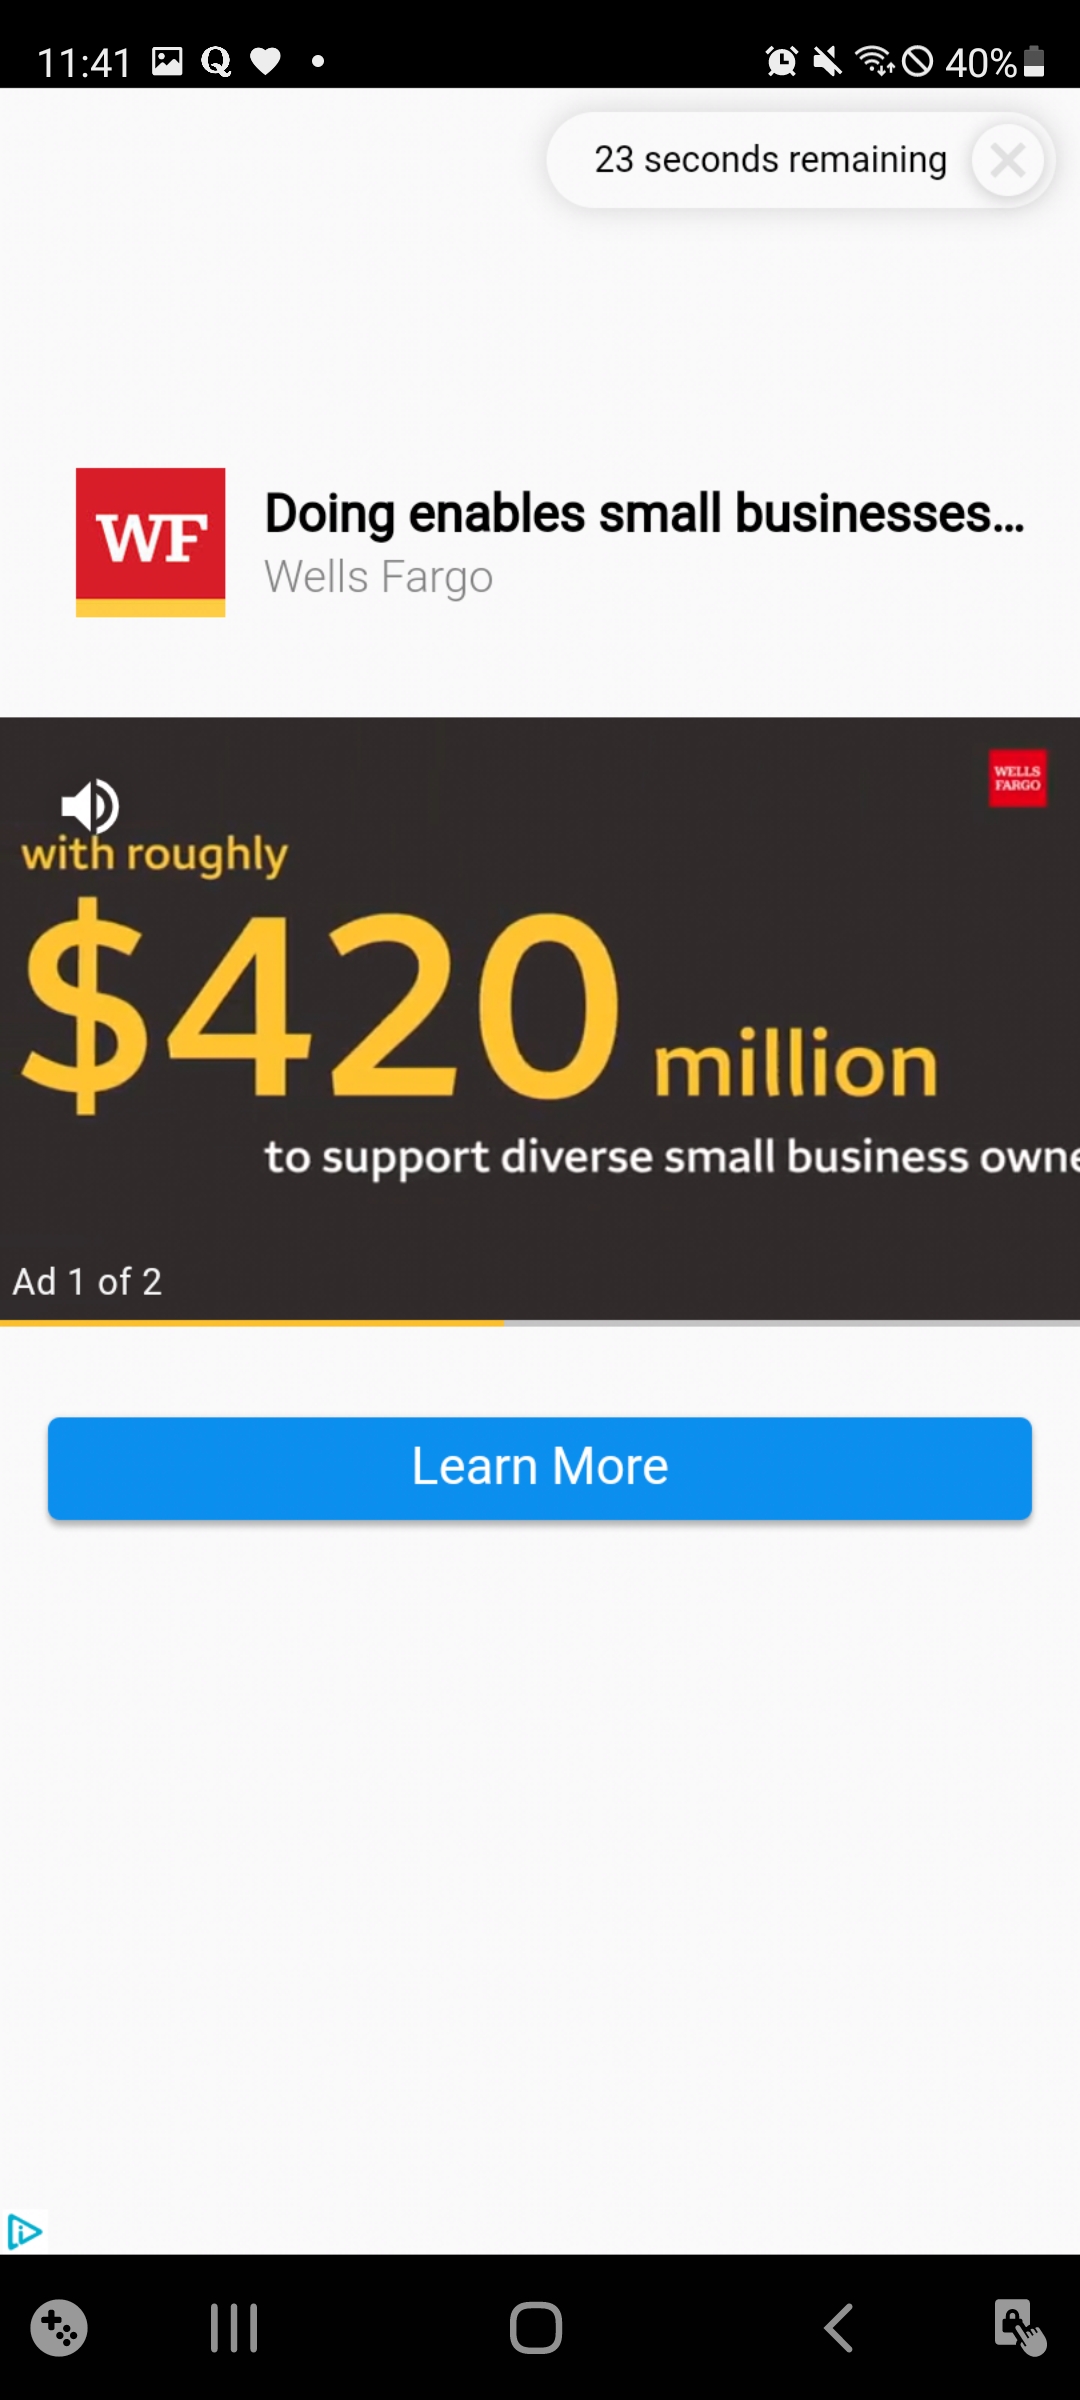 11:41
40%
23 seconds remaining
WF
Doing enables small businesses...
Wells Fargo
WELLS
FARGO
with roughly
$420 million
to support diverse small business owne
Ad 1 of 2
Learn More